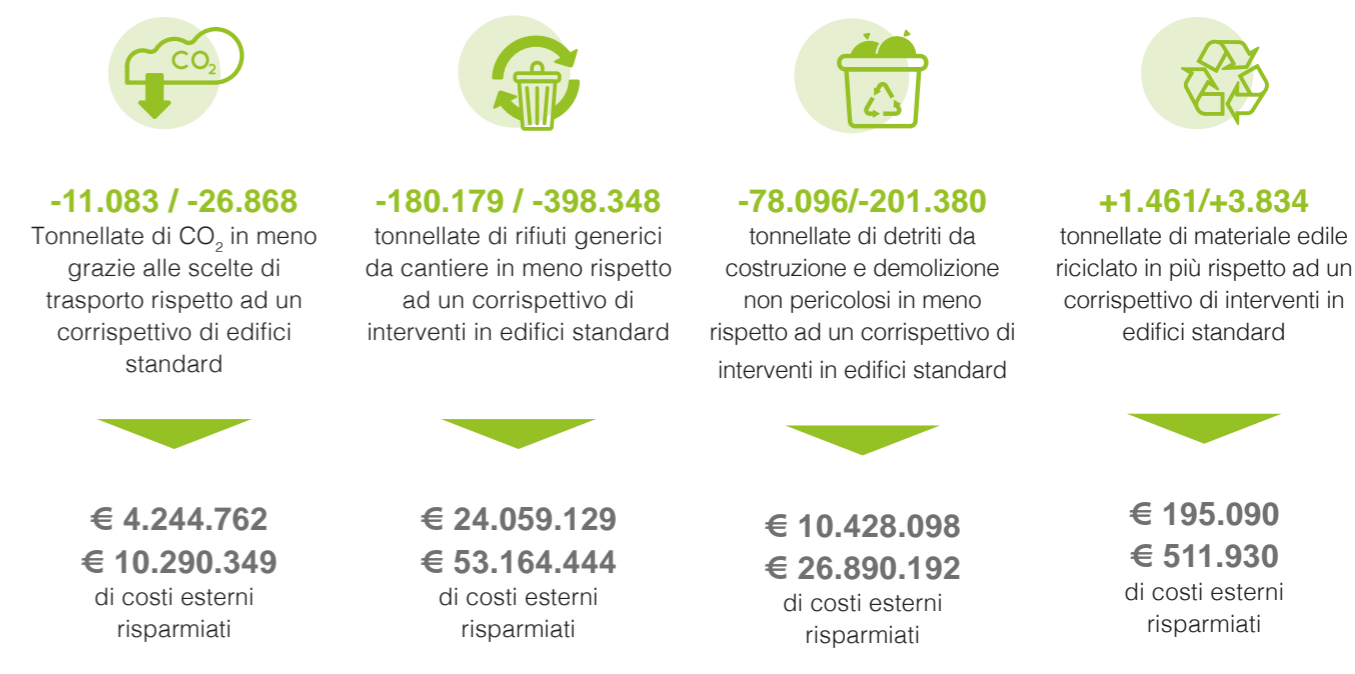 CO2
-11.083 / -26.868
Tonnellate di CO2 in meno
grazie alle scelte di
trasporto rispetto ad un
corrispettivo di edifici
standard
€ 4.244.762
€ 10.290.349
di costi esterni
risparmiati
-180.179 / -398.348
tonnellate di rifiuti generici
da cantiere in meno rispetto
ad un corrispettivo di
interventi in edifici standard
€ 24.059.129
€ 53.164.444
di costi esterni
risparmiati
-78.096/-201.380
tonnellate di detriti da
costruzione e demolizione
non pericolosi in meno
rispetto ad un corrispettivo di
interventi in edifici standard
€ 10.428.098
€ 26.890.192
di costi esterni
risparmiati
+1.461/+3.834
tonnellate di materiale edile
riciclato in più rispetto ad un
corrispettivo di interventi in
edifici standard
€ 195.090
€ 511.930
di costi esterni
risparmiati